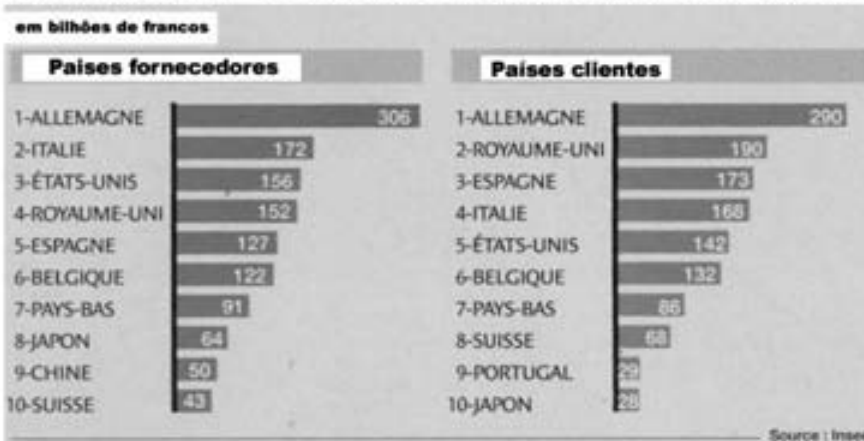 em bilhões de francos
Paises fornecedores
1-ALLEMAGNE 306
2-ITALIE 172
3-ÉTATS-UNIS 156
4-ROYAUME-UNI 152
5-ESPAGNE 127
6-BELGIQUE 122
7-PAYS-BAS 91
8-JAPON 64
9-CHINE 50
10-SUISSE 43
Países clientes
1-ALLEMAGNE 290
2-ROYAUME-UNI 190
3-ESPAGNE 173
4-ITALIE 168
5-ÉTATS-UNIS 142
6-BELGIQUE 132
7-PAYS-BAS 86
8-SUISSE 68
9-PORTUGAL 29
10-JAPON 28
Source : Insee